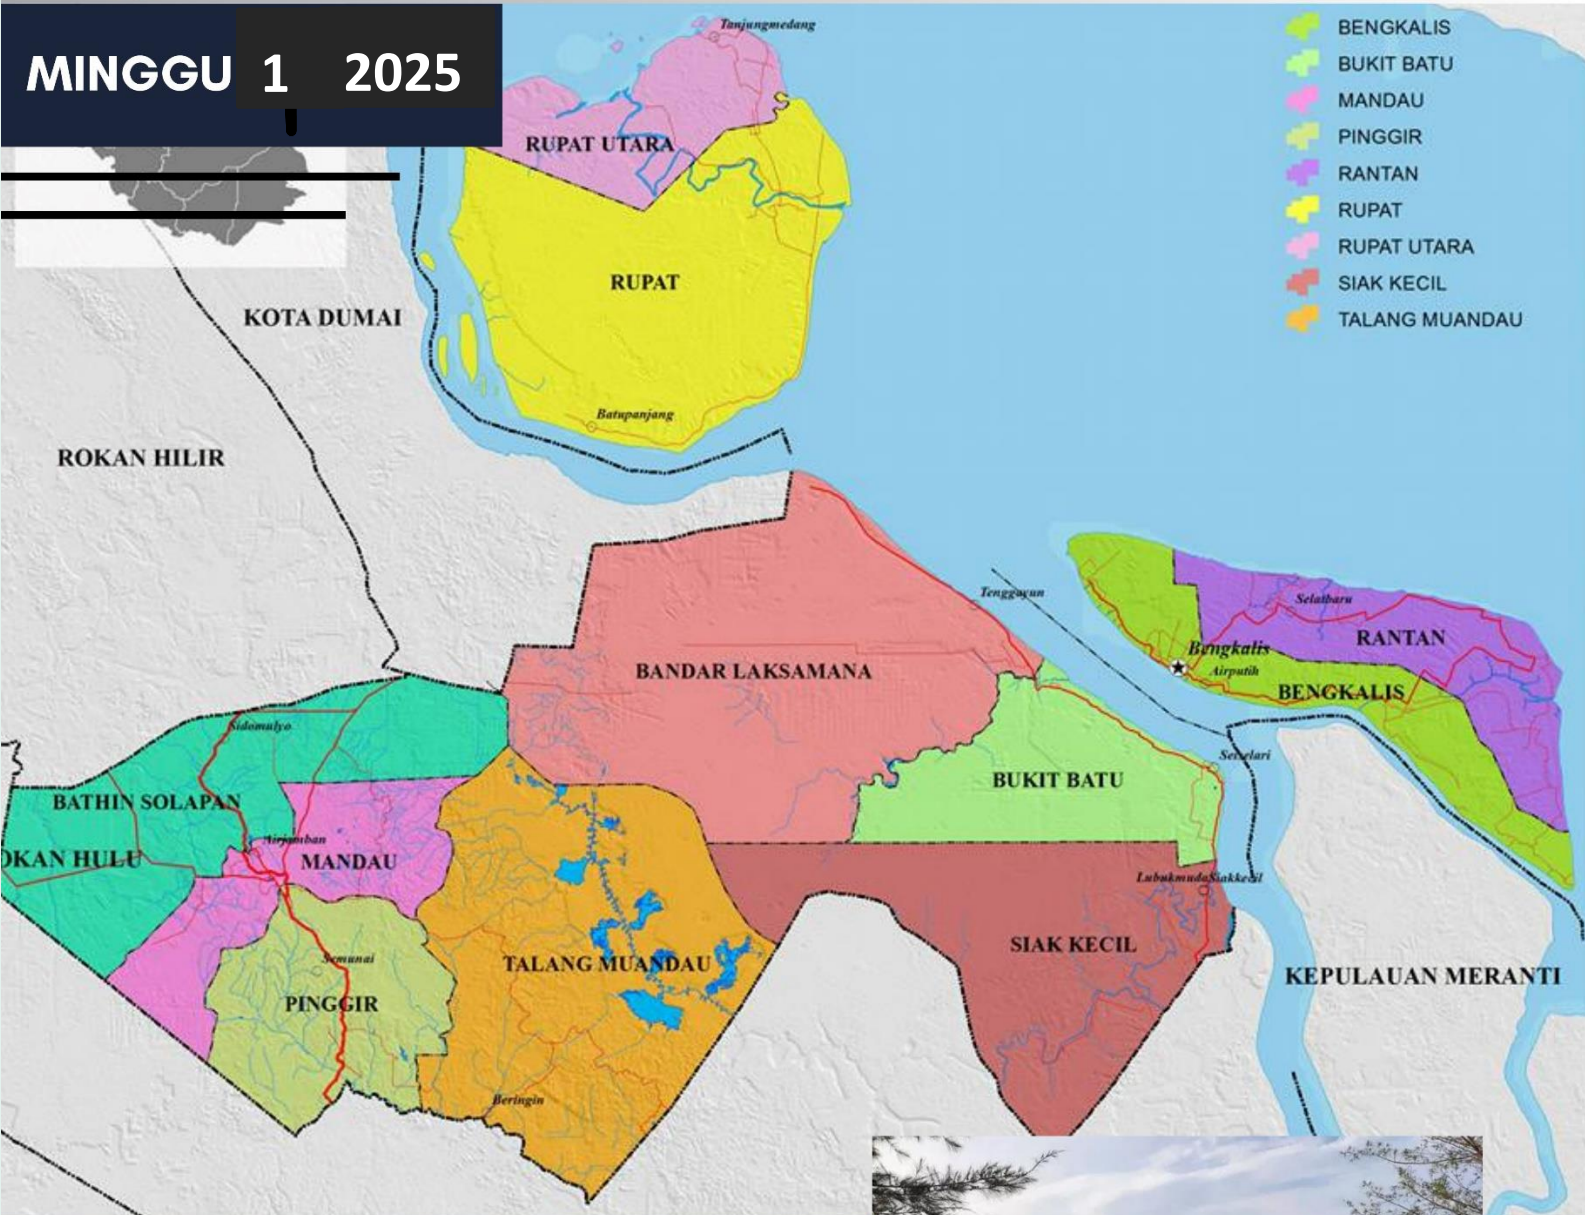 MINGGU 1 2025
BENGKALIS
BUKIT BATU
MANDAU
PINGGIR
RANTAN
RUPAT
RUPAT UTARA
SIAK KECIL
TALANG MUANDAU
Tanjungmedang
RUPAT UTARA
RUPAT
KOTA DUMAI
Batupanjang
ROKAN HILIR
Tenggayun
Selatbaru
RANTAN
Bengkalis
Airputih
BENGKALIS
BANDAR LAKSAMANA
Sidomulyo
Seiselari
BUKIT BATU
BATHIN SOLAPAN
Airjamban
MANDAU
OKAN HULU
Lubukmuda
Siakkecil
SIAK KECIL
Semunai
TALANG MUANDAU
KEPULAUAN MERANTI
PINGGIR
Beringin